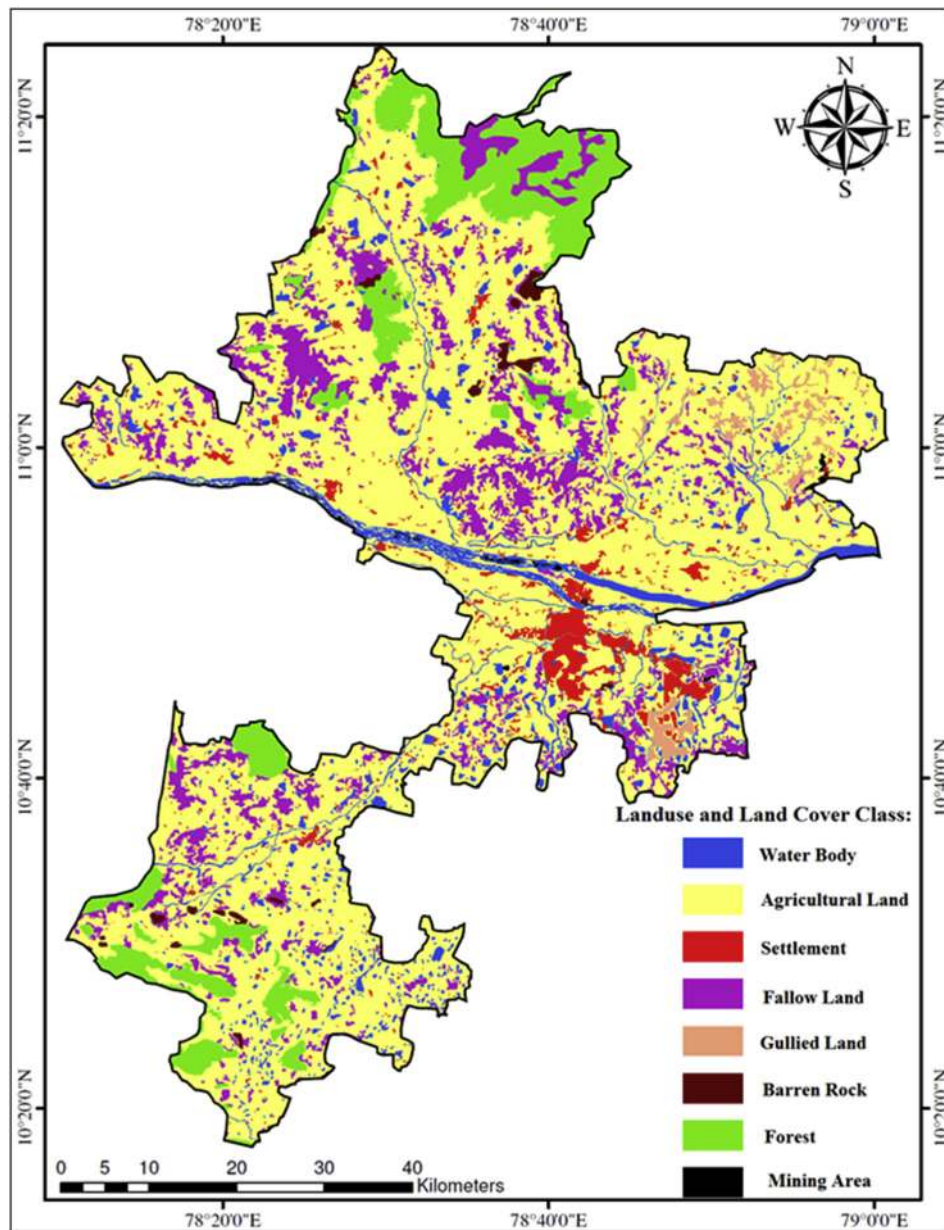 78°20'0"E 78°40'0"E 79°0'0"E
11°20'0"N 11°20'0"N
N
W E
S
11°0'0"N 11°0'0"N
10°40'0"N 10°40'0"N
Landuse and Land Cover Class:
Water Body
Agricultural Land
Settlement
Fallow Land
Gullied Land
Barren Rock
10°20'0"N 10°20'0"N
Forest
Mining Area
0 5 10 20 30 40
Kilometers
78°20'0"E 78°40'0"E 79°0'0"E